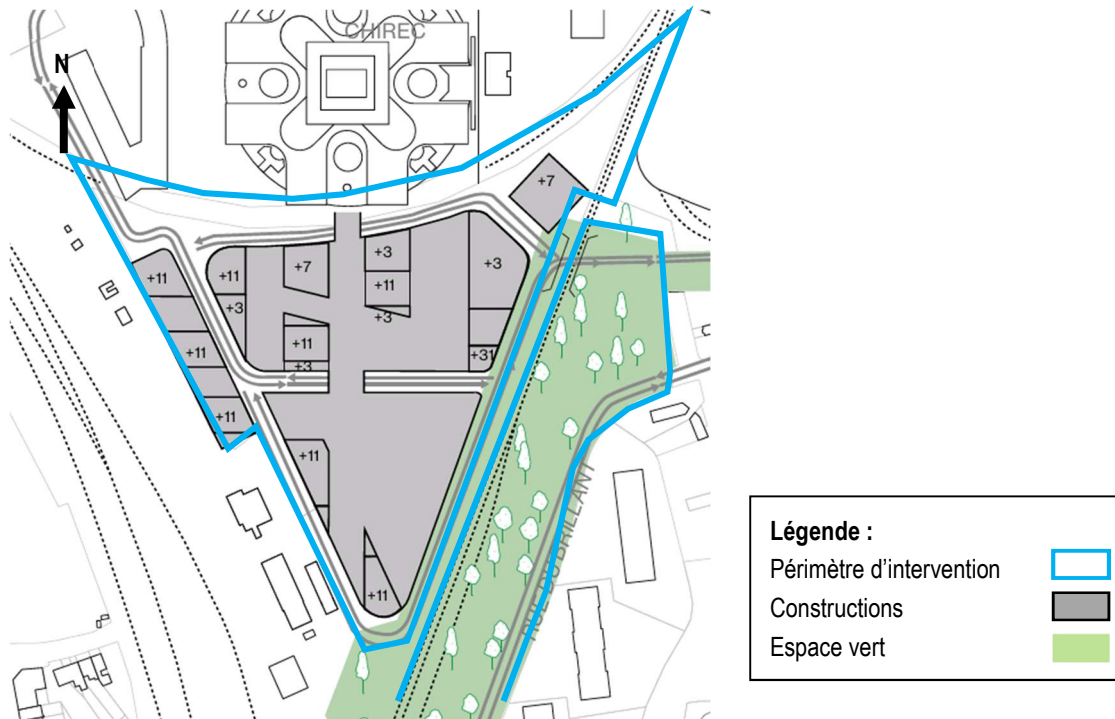 CHIREC
N
+7
+3
+11
+11
+7
+11
+3
+3
+3
+11
+11
+31
+3
+11
+11
+11
RUE DU BRILLANT
Légende :
Périmètre d'intervention
Constructions
Espace vert